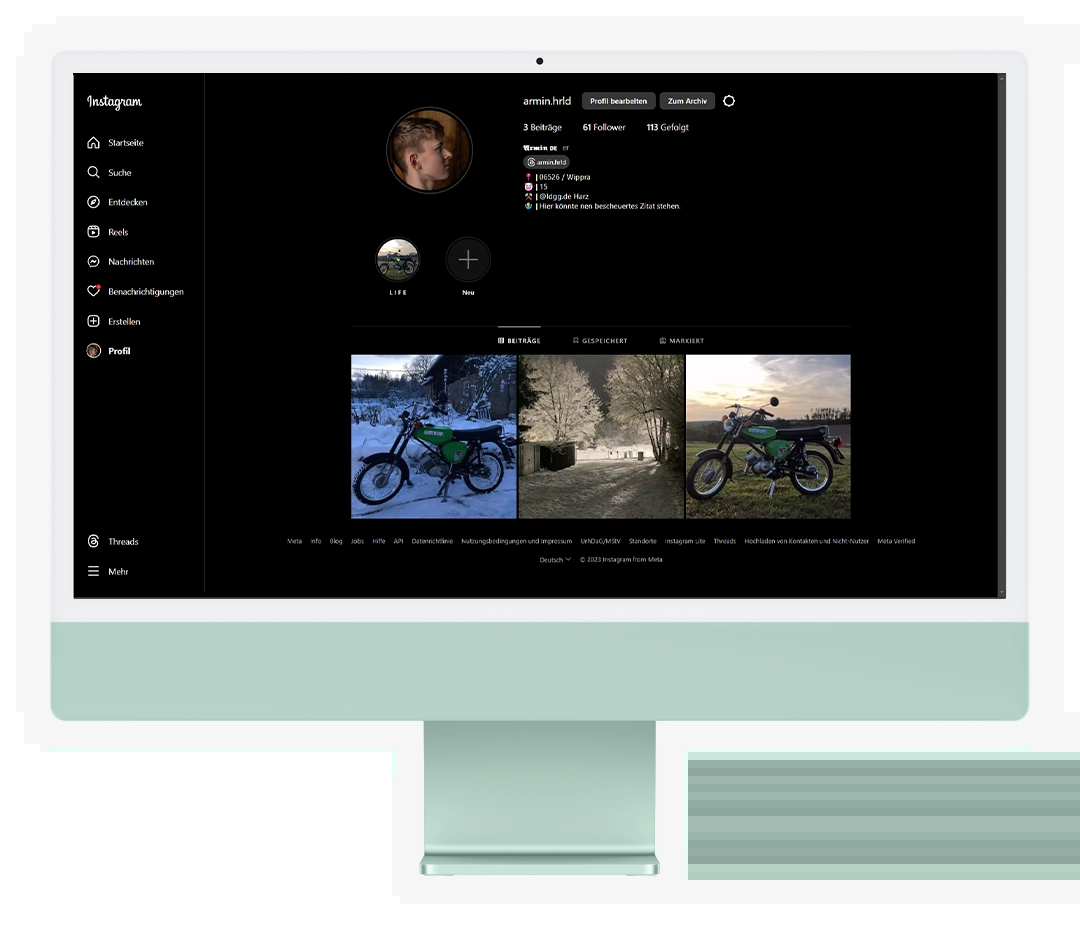 Instagram
Startseite
Suche
Entdecken
Reels
Nachrichten
Benachrichtigungen
Erstellen
Profil
Threads
Mehr
armin.hrld Profil bearbeiten Zum Archiv
3 Beiträge 61 Follower 113 Gefolgt
𝕬𝖗𝖒𝖎𝖓 DE er
armin.hrld
| 06526 / Wippra
| 15
| @ldgg.de Harz
| Hier könnte nen bescheuertes Zitat stehen.
L I F E Neu
BEITRÄGE GESPEICHERT MARKIERT
SIMSON SIMSON
Meta Info Blog Jobs Hilfe API Datenrichtlinie Nutzungsbedingungen und Impressum UrhDaG/MStV Standorte Instagram Lite Threads Hochladen von Kontakten und Nicht-Nutzer Meta Verified
Deutsch © 2023 Instagram from Meta